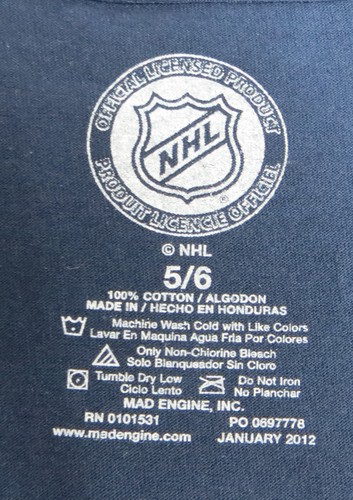 OFFICIAL LICENSED PRODUCT
NHL
PRODUIT LICENCIE OFFICIEL
®
© NHL
5/6
100% COTTON / ALGODON
MADE IN / HECHO EN HONDURAS
Machine Wash Cold with Like Colors
Lavar En Maquina Agua Fria Por Colores
Only Non-Chlorine Bleach
Solo Blanqueador Sin Cloro
Tumble Dry Low
Ciclo Lento
Do Not Iron
No Planchar
MAD ENGINE, INC.
RN 0101531 PO 0697776
www.madengine.com JANUARY 2012